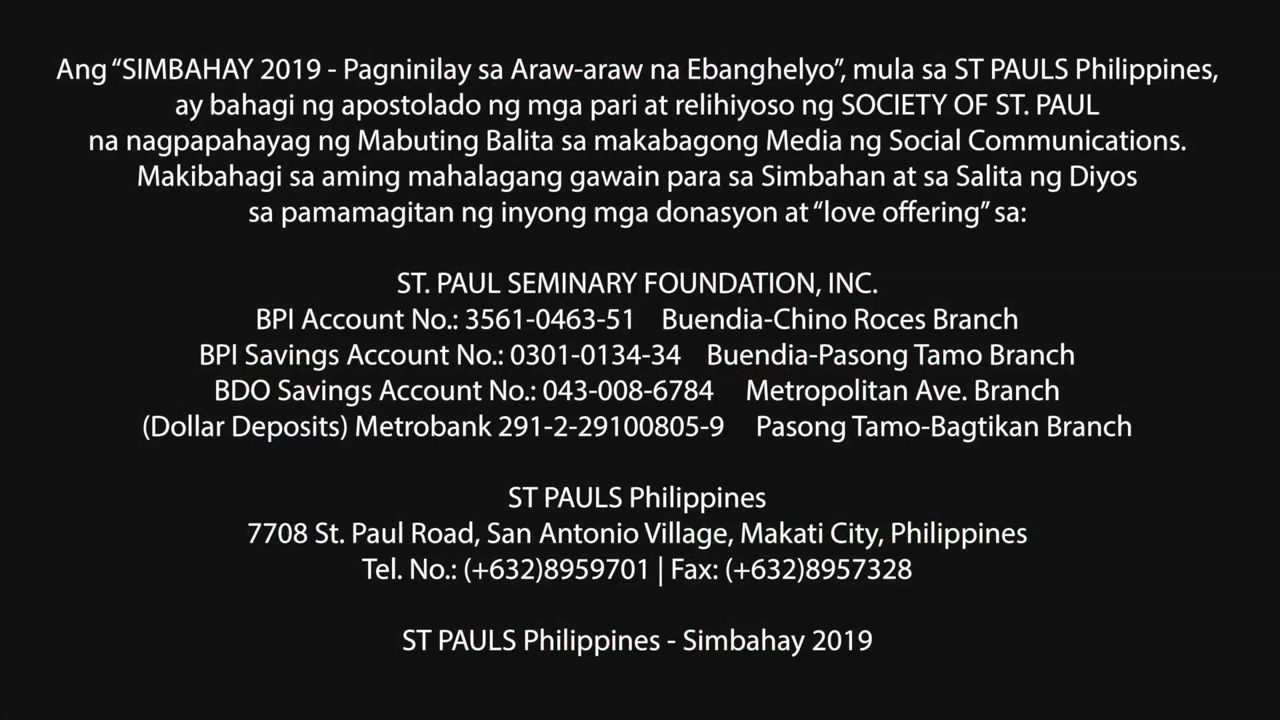 Ang “SIMBAHAY 2019 - Pagninilay sa Araw-araw na Ebanghelyo”, mula sa ST PAULS Philippines,
ay bahagi ng apostolado ng mga pari at relihiyoso ng SOCIETY OF ST. PAUL
na nagpapahayag ng Mabuting Balita sa makabagong Media ng Social Communications.
Makibahagi sa aming mahalagang gawain para sa Simbahan at sa Salita ng Diyos
sa pamamagitan ng inyong mga donasyon at “love offering” sa:
ST. PAUL SEMINARY FOUNDATION, INC.
BPI Account No.: 3561-0463-51 Buendia-Chino Roces Branch
BPI Savings Account No.: 0301-0134-34 Buendia-Pasong Tamo Branch
BDO Savings Account No.: 043-008-6784 Metropolitan Ave. Branch
(Dollar Deposits) Metrobank 291-2-29100805-9 Pasong Tamo-Bagtikan Branch
ST PAULS Philippines
7708 St. Paul Road, San Antonio Village, Makati City, Philippines
Tel. No.: (+632)8959701 | Fax: (+632)8957328
ST PAULS Philippines - Simbahay 2019